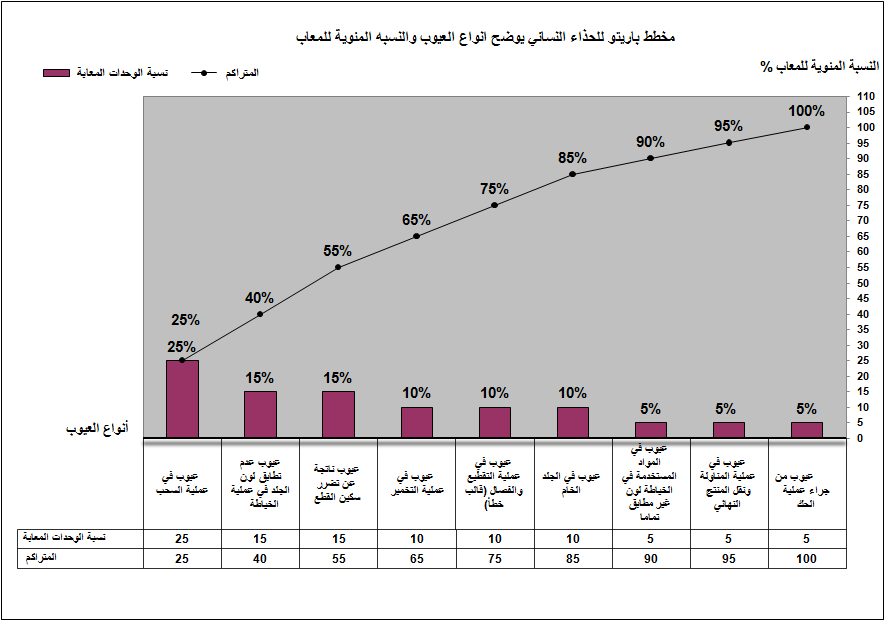 مخطط باريتو للحذاء النسائي يوضح انواع العيوب والنسبه المئوية للمعاب
النسبة المئوية للمعاب %
نسبة الوحدات المعابة
المتراكم
110
105
100
95
90
85
80
75
70
65
60
55
50
45
40
35
30
25
20
15
10
5
0
25% 40% 55% 65% 75% 85% 90% 95% 100%
25% 15% 15% 10% 10% 10% 5% 5% 5%
أنواع العيوب
عيوب في
عملية السحب
عيوب عدم
تطابق لون
الجلد في عملية
الخياطة
عيوب ناتجة
عن تضرر
سكين القطع
عيوب في
عملية التخمير
عيوب في
عملية التقطيع
والفصال (قالب
خطأ)
عيوب في الجلد
الخام
عيوب في
المواد
المستخدمة في
الخياطة لون
غير مطابق
تماما
عيوب في
عملية المناولة
ونقل المنتج
النهائي
عيوب من
جراء عملية
الحك
نسبة الوحدات المعابة 25 15 15 10 10 10 5 5 5
المتراكم 25 40 55 65 75 85 90 95 100